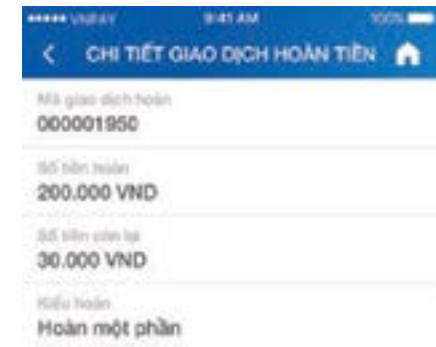 VNPAY 9:41 AM 100%
CHI TIẾT GIAO DỊCH HOÀN TIỀN
Mã giao dịch hoàn
000001950
Số tiền hoàn
200.000 VND
Số tiền còn lại
30.000 VND
Kiểu hoàn
Hoàn một phần